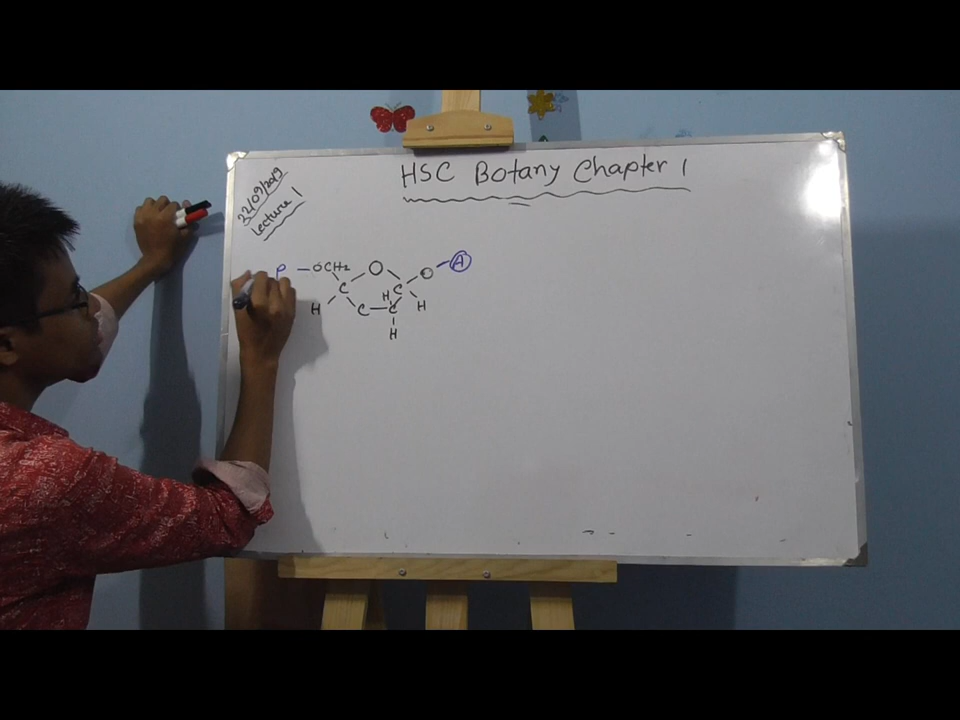 HSC Botany Chapter 1
22/09/2019
Lecture 1
P — OCH2 O O — A
C C
H H H
C — C
H